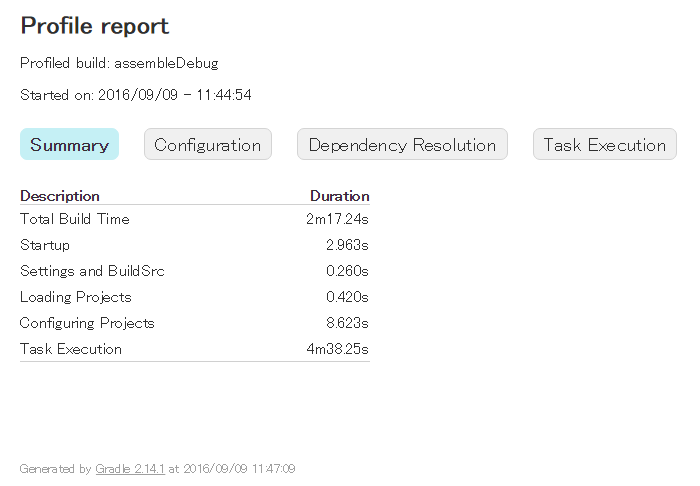 Profile report
Profiled build: assembleDebug
Started on: 2016/09/09 - 11:44:54
Summary Configuration Dependency Resolution Task Execution
Description Duration
Total Build Time 2m17.24s
Startup 2.963s
Settings and BuildSrc 0.260s
Loading Projects 0.420s
Configuring Projects 8.623s
Task Execution 4m38.25s
Generated by Gradle 2.14.1 at 2016/09/09 11:47:09